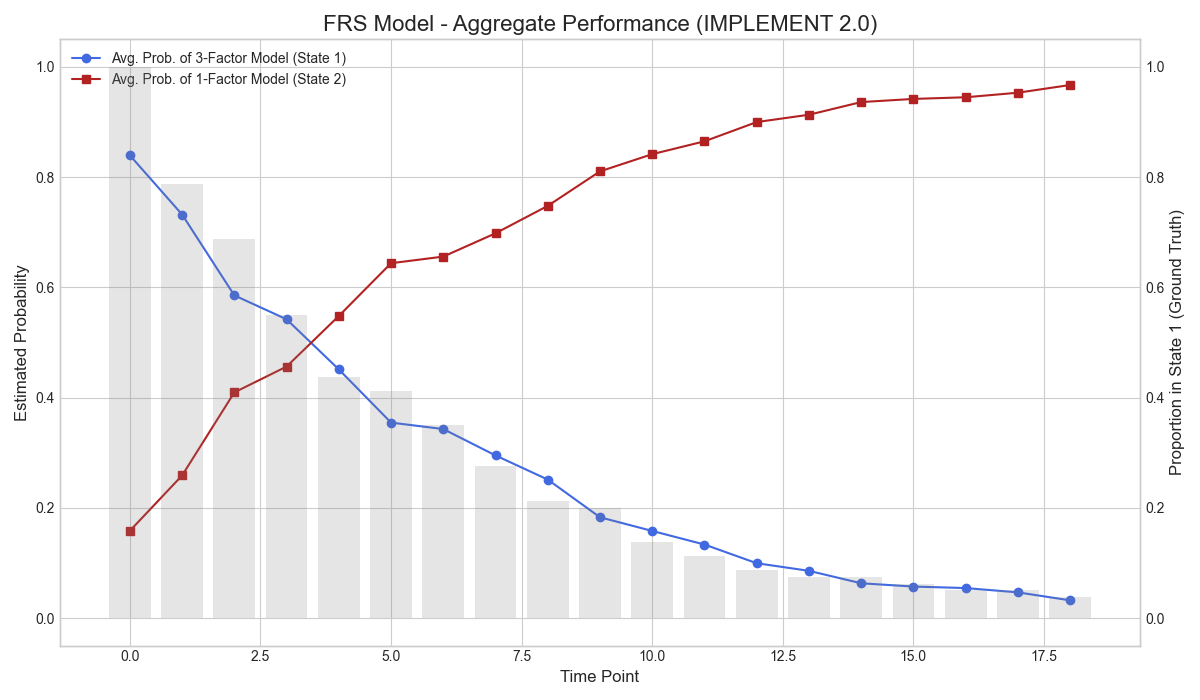 FRS Model - Aggregate Performance (IMPLEMENT 2.0)
Avg. Prob. of 3-Factor Model (State 1)
Avg. Prob. of 1-Factor Model (State 2)
Estimated Probability
1.0
0.8
0.6
0.4
0.2
0.0
1.0
0.8
0.6
0.4
0.2
0.0
Proportion in State 1 (Ground Truth)
0.0 2.5 5.0 7.5 10.0 12.5 15.0 17.5
Time Point